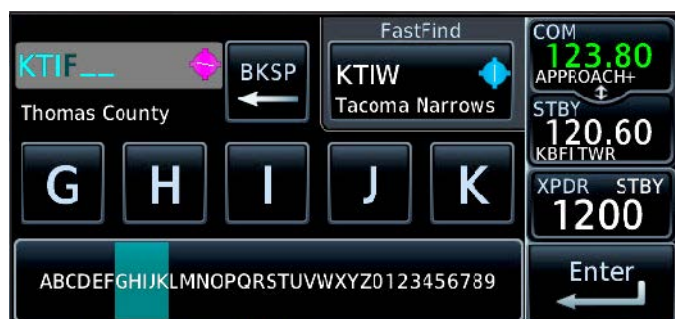 KTIF__
Thomas County
BKSP
FastFind
KTIW
Tacoma Narrows
G H I J K
ABCDEFGHIJKLMNOPQRSTUVWXYZ0123456789
COM
123.80
APPROACH+
STBY
120.60
KBFI TWR
XPDR STBY
1200
Enter